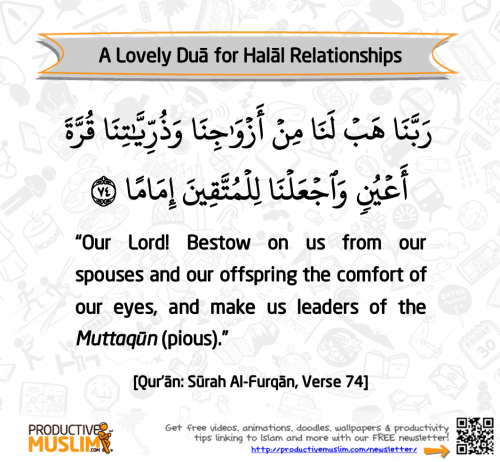 A Lovely Duā for Halāl Relationships
رَبَّنَا هَبْ لَنَا مِنْ أَزْوَٰجِنَا وَذُرِّيَّـٰتِنَا قُرَّةَ
أَعْيُنٍ وَٱجْعَلْنَا لِلْمُتَّقِينَ إِمَامًا ٧٤
“Our Lord! Bestow on us from our
spouses and our offspring the comfort of
our eyes, and make us leaders of the
Muttaqūn (pious).”
[Qur’ān: Sūrah Al-Furqān, Verse 74]
PRODUCTIVE
MUSLIM.COM
Get free videos, animations, doodles, wallpapers & productivity
tips linking to Islam and more with our FREE newsletter!
http://productivemuslim.com/newsletter/